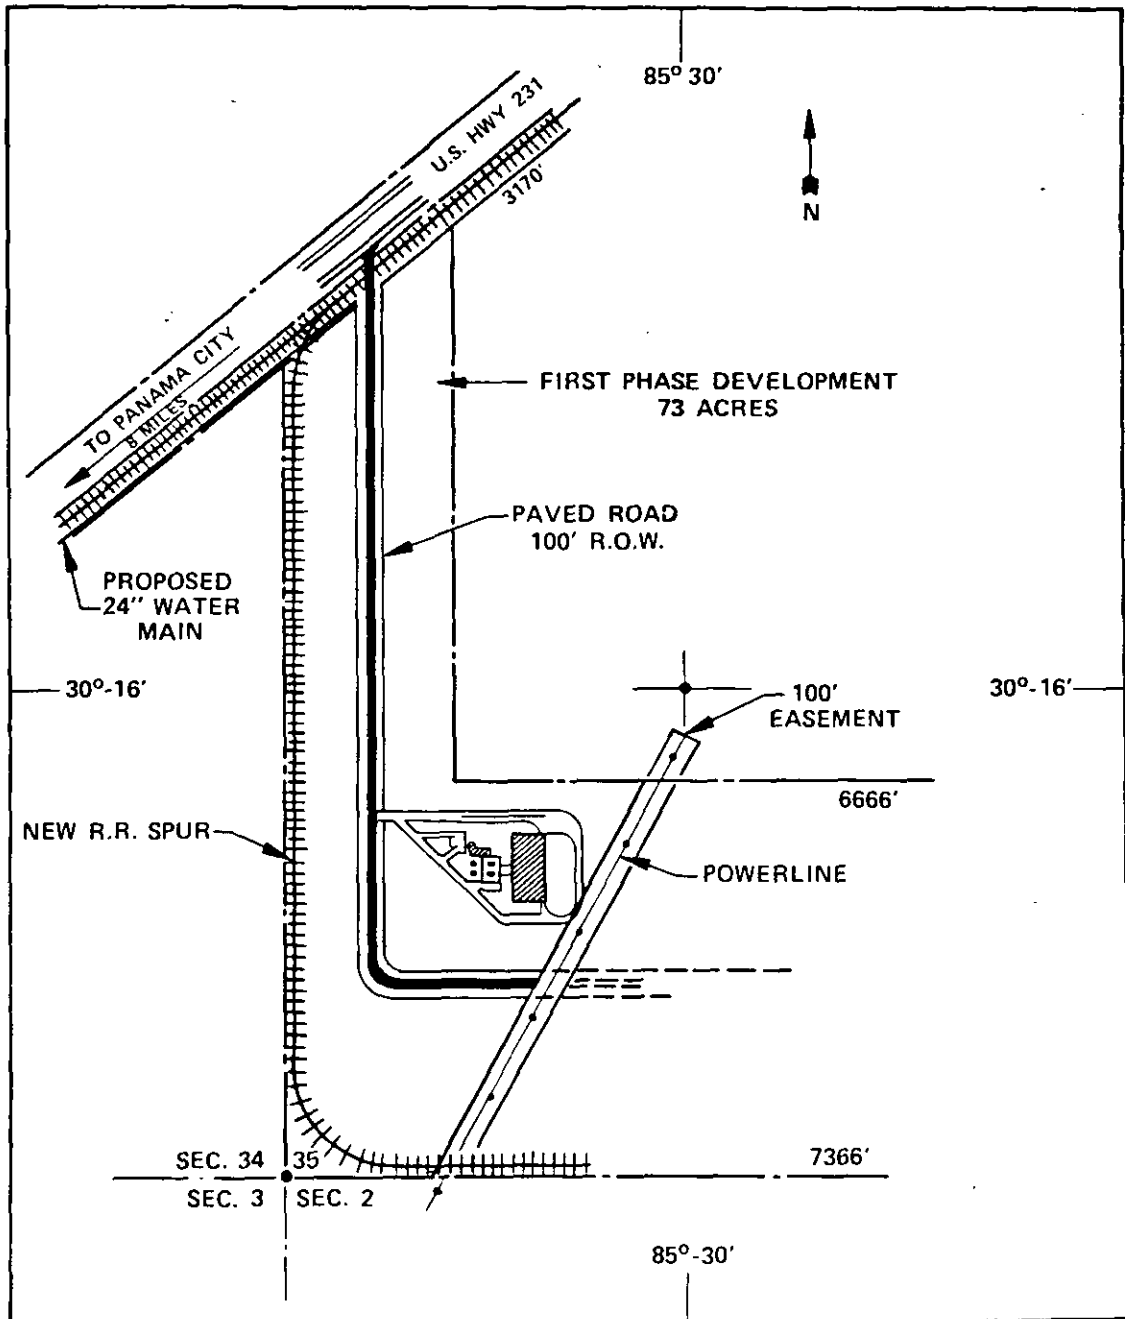 85° 30'
U.S. HWY 231
3170'
N
TO PANAMA CITY
8 MILES
FIRST PHASE DEVELOPMENT
73 ACRES
PAVED ROAD
100' R.O.W.
PROPOSED
24" WATER
MAIN
30°-16'
30°-16'
100'
EASEMENT
6666'
NEW R.R. SPUR
POWERLINE
SEC. 34
35
7366'
SEC. 3
SEC. 2
85°-30'